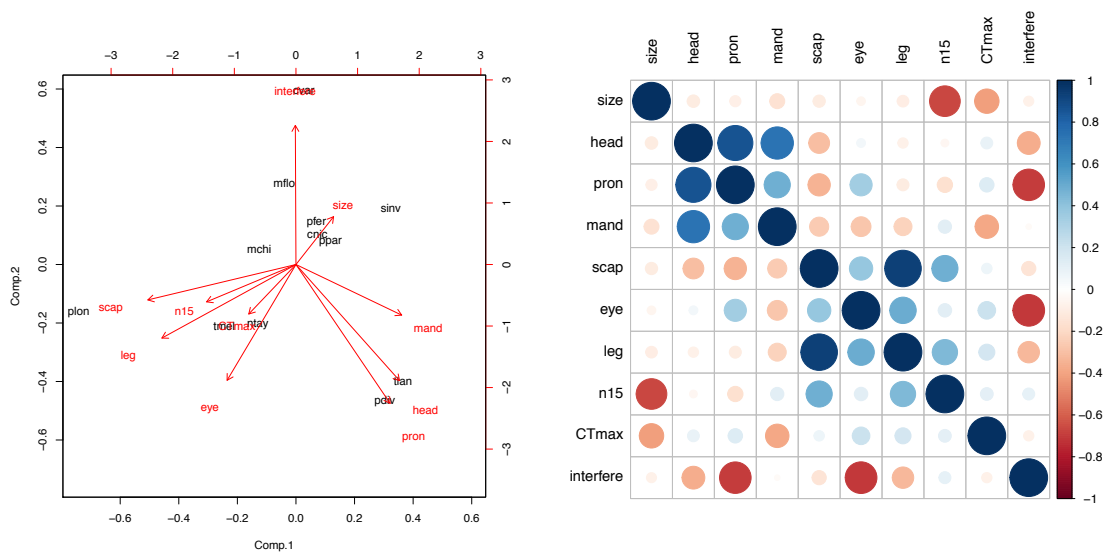 −3 −2 −1 0 1 2 3
interfere
cvar
mflo
size
sinv
pfer
cnic
ppar
mchi
scap
plon
n15
CTmax
ntay
mand
leg
tian
eye
head
pron
0.6
0.4
0.2
0.0
−0.2
−0.4
−0.6
Comp.2
3
2
1
0
−1
−2
−3
−0.6 −0.4 −0.2 0.0 0.2 0.4 0.6
Comp.1
size head pron mand scap eye leg n15 CTmax interfere
size
head
pron
mand
scap
eye
leg
n15
CTmax
interfere
1
0.8
0.6
0.4
0.2
0
−0.2
−0.4
−0.6
−0.8
−1